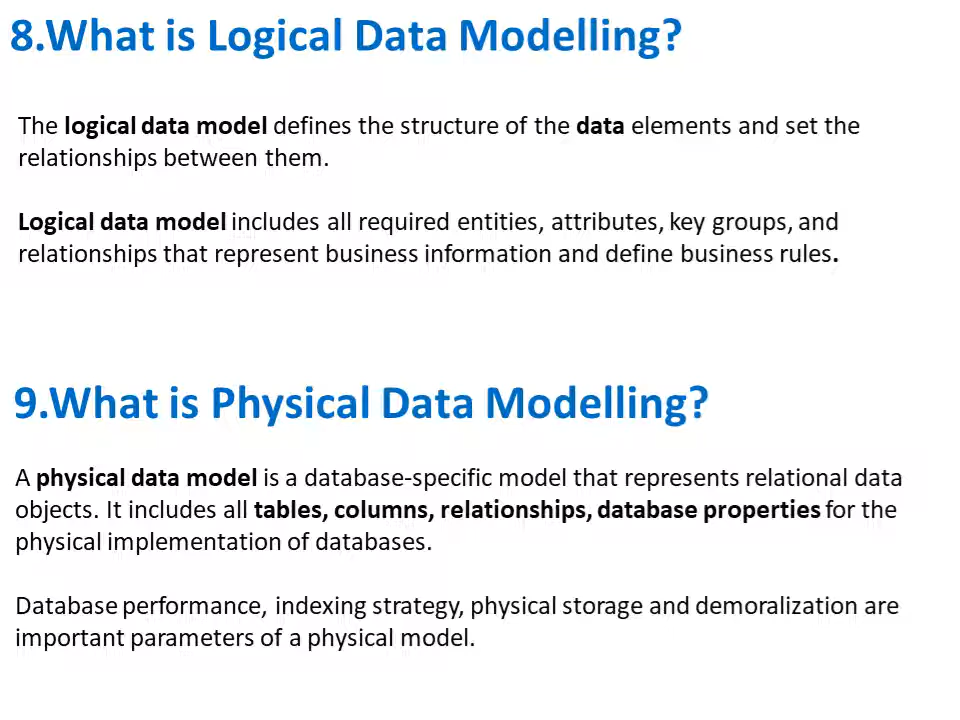 8.What is Logical Data Modelling?
The logical data model defines the structure of the data elements and set the
relationships between them.
Logical data model includes all required entities, attributes, key groups, and
relationships that represent business information and define business rules.
9.What is Physical Data Modelling?
A physical data model is a database-specific model that represents relational data
objects. It includes all tables, columns, relationships, database properties for the
physical implementation of databases.
Database performance, indexing strategy, physical storage and demoralization are
important parameters of a physical model.